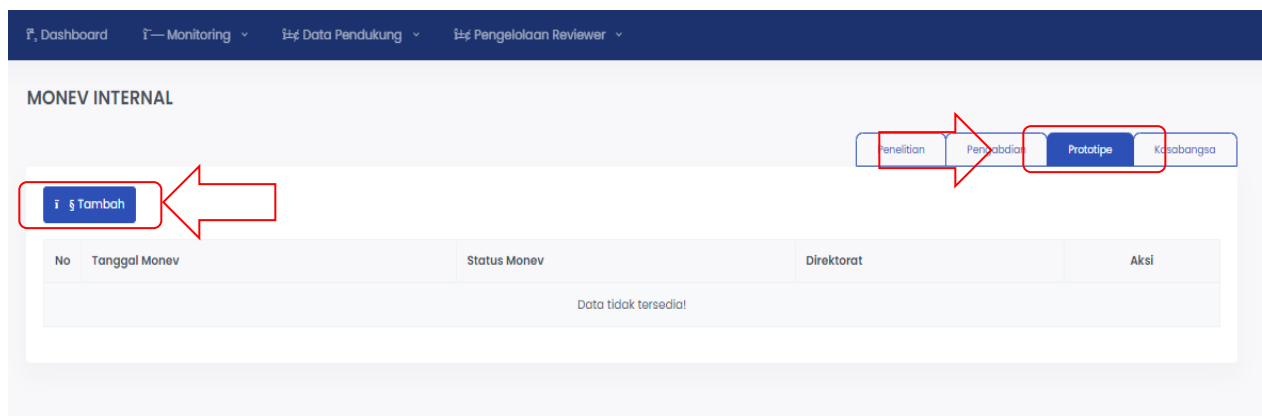 Dashboard Monitoring Data Pendukung Pengelolaan Reviewer
MONEV INTERNAL
Penelitian Pengabdian Prototipe Kosabangsa
Tambah
No Tanggal Monev Status Monev Direktorat Aksi
Data tidak tersedia!